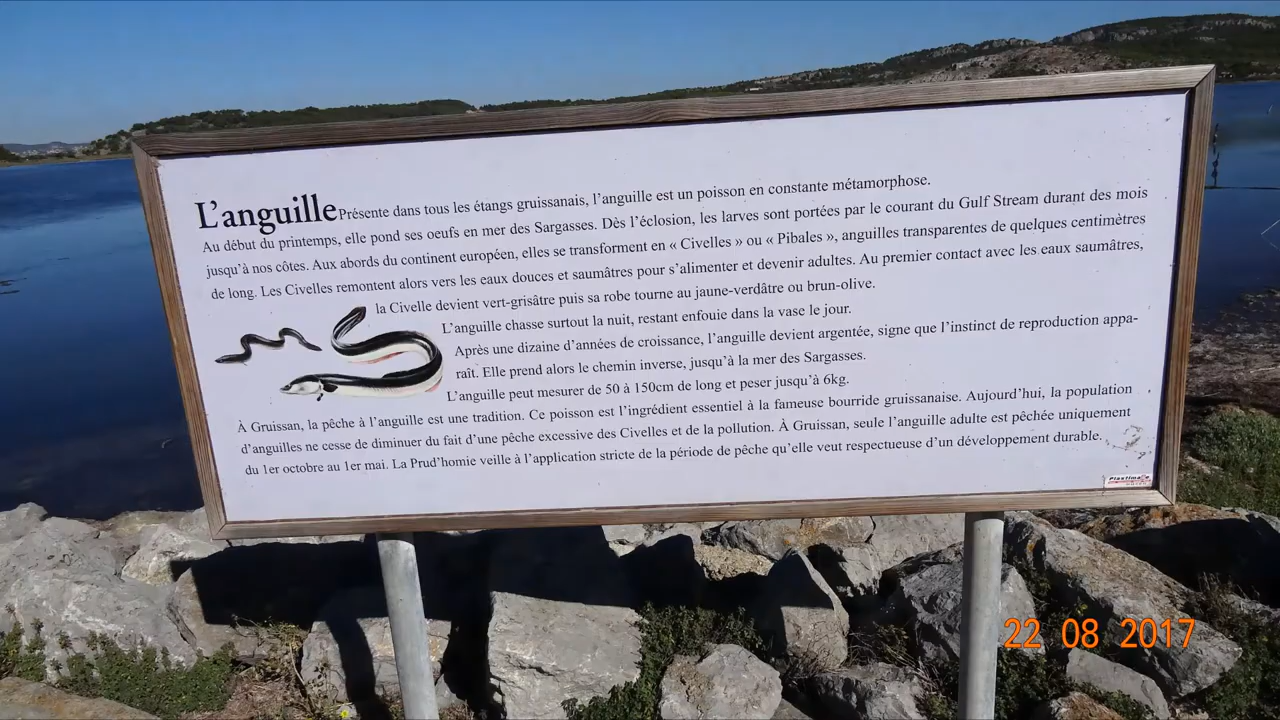 L'anguille Présente dans tous les étangs gruissanais, l'anguille est un poisson en constante métamorphose.
Au début du printemps, elle pond ses oeufs en mer des Sargasses. Dès l'éclosion, les larves sont portées par le courant du Gulf Stream durant des mois
jusqu'à nos côtes. Aux abords du continent européen, elles se transforment en « Civelles » ou « Pibales », anguilles transparentes de quelques centimètres
de long. Les Civelles remontent alors vers les eaux douces et saumâtres pour s'alimenter et devenir adultes. Au premier contact avec les eaux saumâtres,
la Civelle devient vert-grisâtre puis sa robe tourne au jaune-verdâtre ou brun-olive.
L'anguille chasse surtout la nuit, restant enfouie dans la vase le jour.
Après une dizaine d'années de croissance, l'anguille devient argentée, signe que l'instinct de reproduction appa-
raît. Elle prend alors le chemin inverse, jusqu'à la mer des Sargasses.
L'anguille peut mesurer de 50 à 150cm de long et peser jusqu'à 6kg.
À Gruissan, la pêche à l'anguille est une tradition. Ce poisson est l'ingrédient essentiel à la fameuse bourride gruissanaise. Aujourd'hui, la population
d'anguilles ne cesse de diminuer du fait d'une pêche excessive des Civelles et de la pollution. À Gruissan, seule l'anguille adulte est pêchée uniquement
du 1er octobre au 1er mai. La Prud'homie veille à l'application stricte de la période de pêche qu'elle veut respectueuse d'un développement durable.
22 08 2017